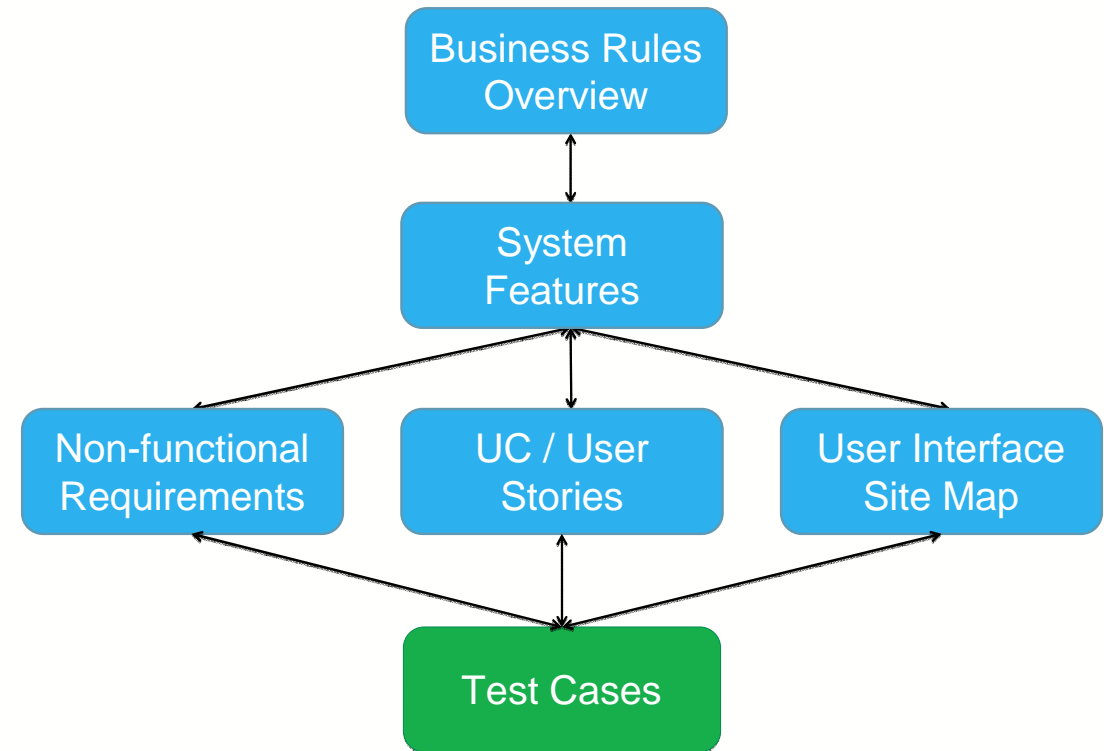 Business Rules
Overview
System
Features
Non-functional
Requirements
UC / User
Stories
User Interface
Site Map
Test Cases